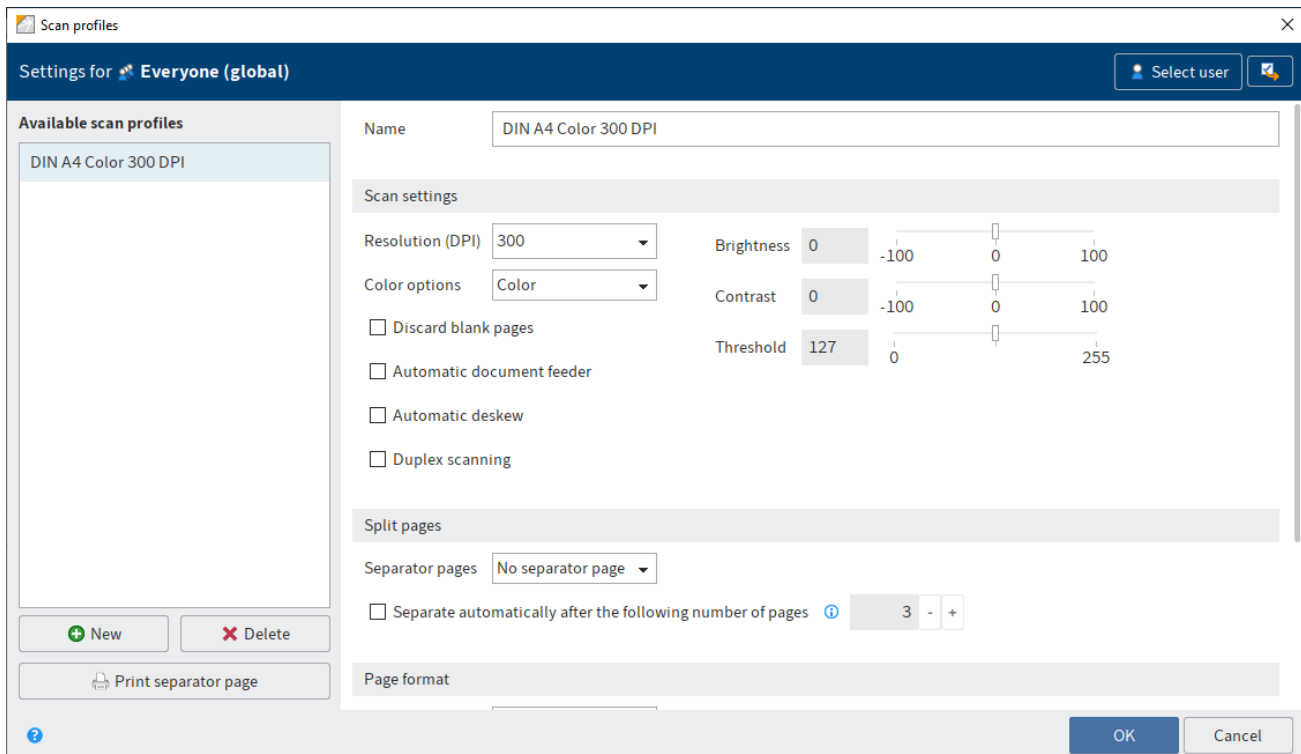 Scan profiles
Settings for Everyone (global)
Select user
Available scan profiles
DIN A4 Color 300 DPI
New
Delete
Print separator page
Name DIN A4 Color 300 DPI
Scan settings
Resolution (DPI) 300
Color options Color
Discard blank pages
Automatic document feeder
Automatic deskew
Duplex scanning
Brightness 0
-100 0 100
Contrast 0
-100 0 100
Threshold 127
0 255
Split pages
Separator pages No separator page
Separate automatically after the following number of pages 3 - +
Page format
OK
Cancel